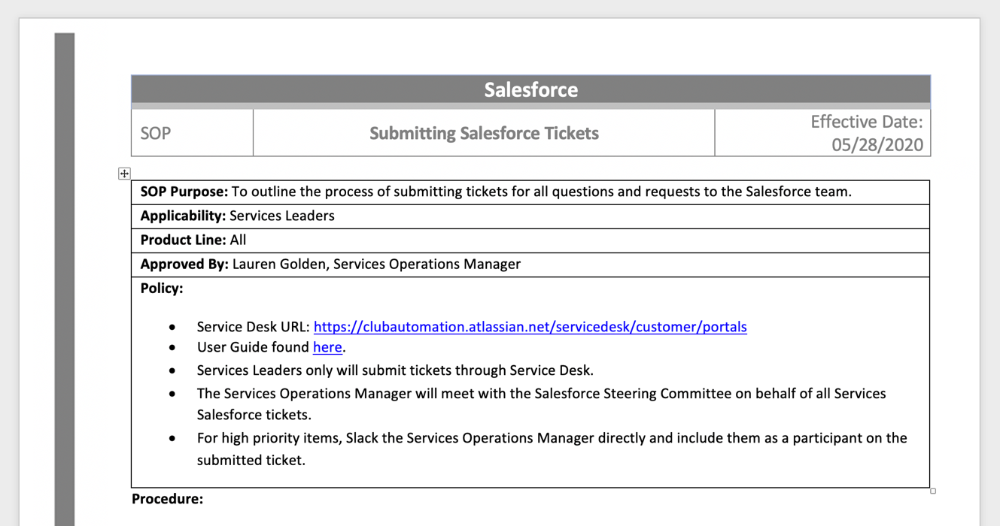 Salesforce
SOP
Submitting Salesforce Tickets
Effective Date:
05/28/2020
SOP Purpose: To outline the process of submitting tickets for all questions and requests to the Salesforce team.
Applicability: Services Leaders
Product Line: All
Approved By: Lauren Golden, Services Operations Manager
Policy:
• Service Desk URL: https://clubautomation.atlassian.net/servicedesk/customer/portals
• User Guide found here.
• Services Leaders only will submit tickets through Service Desk.
• The Services Operations Manager will meet with the Salesforce Steering Committee on behalf of all Services
Salesforce tickets.
• For high priority items, Slack the Services Operations Manager directly and include them as a participant on the
submitted ticket.
Procedure: